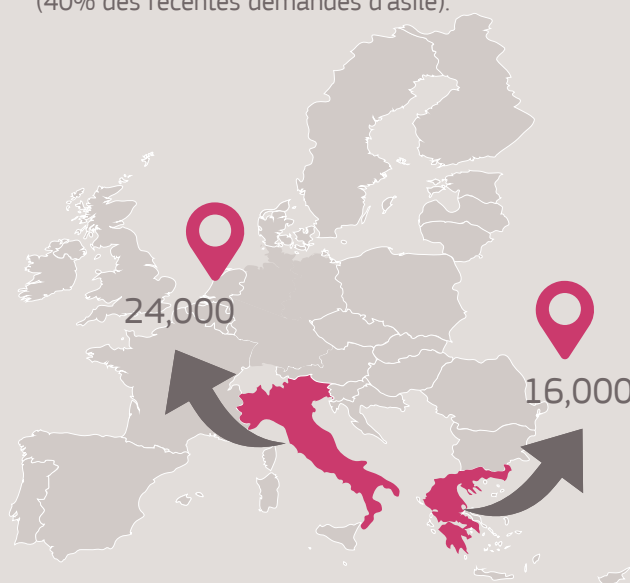 (40% des récentes demandes d'asile).
24,000
16,000